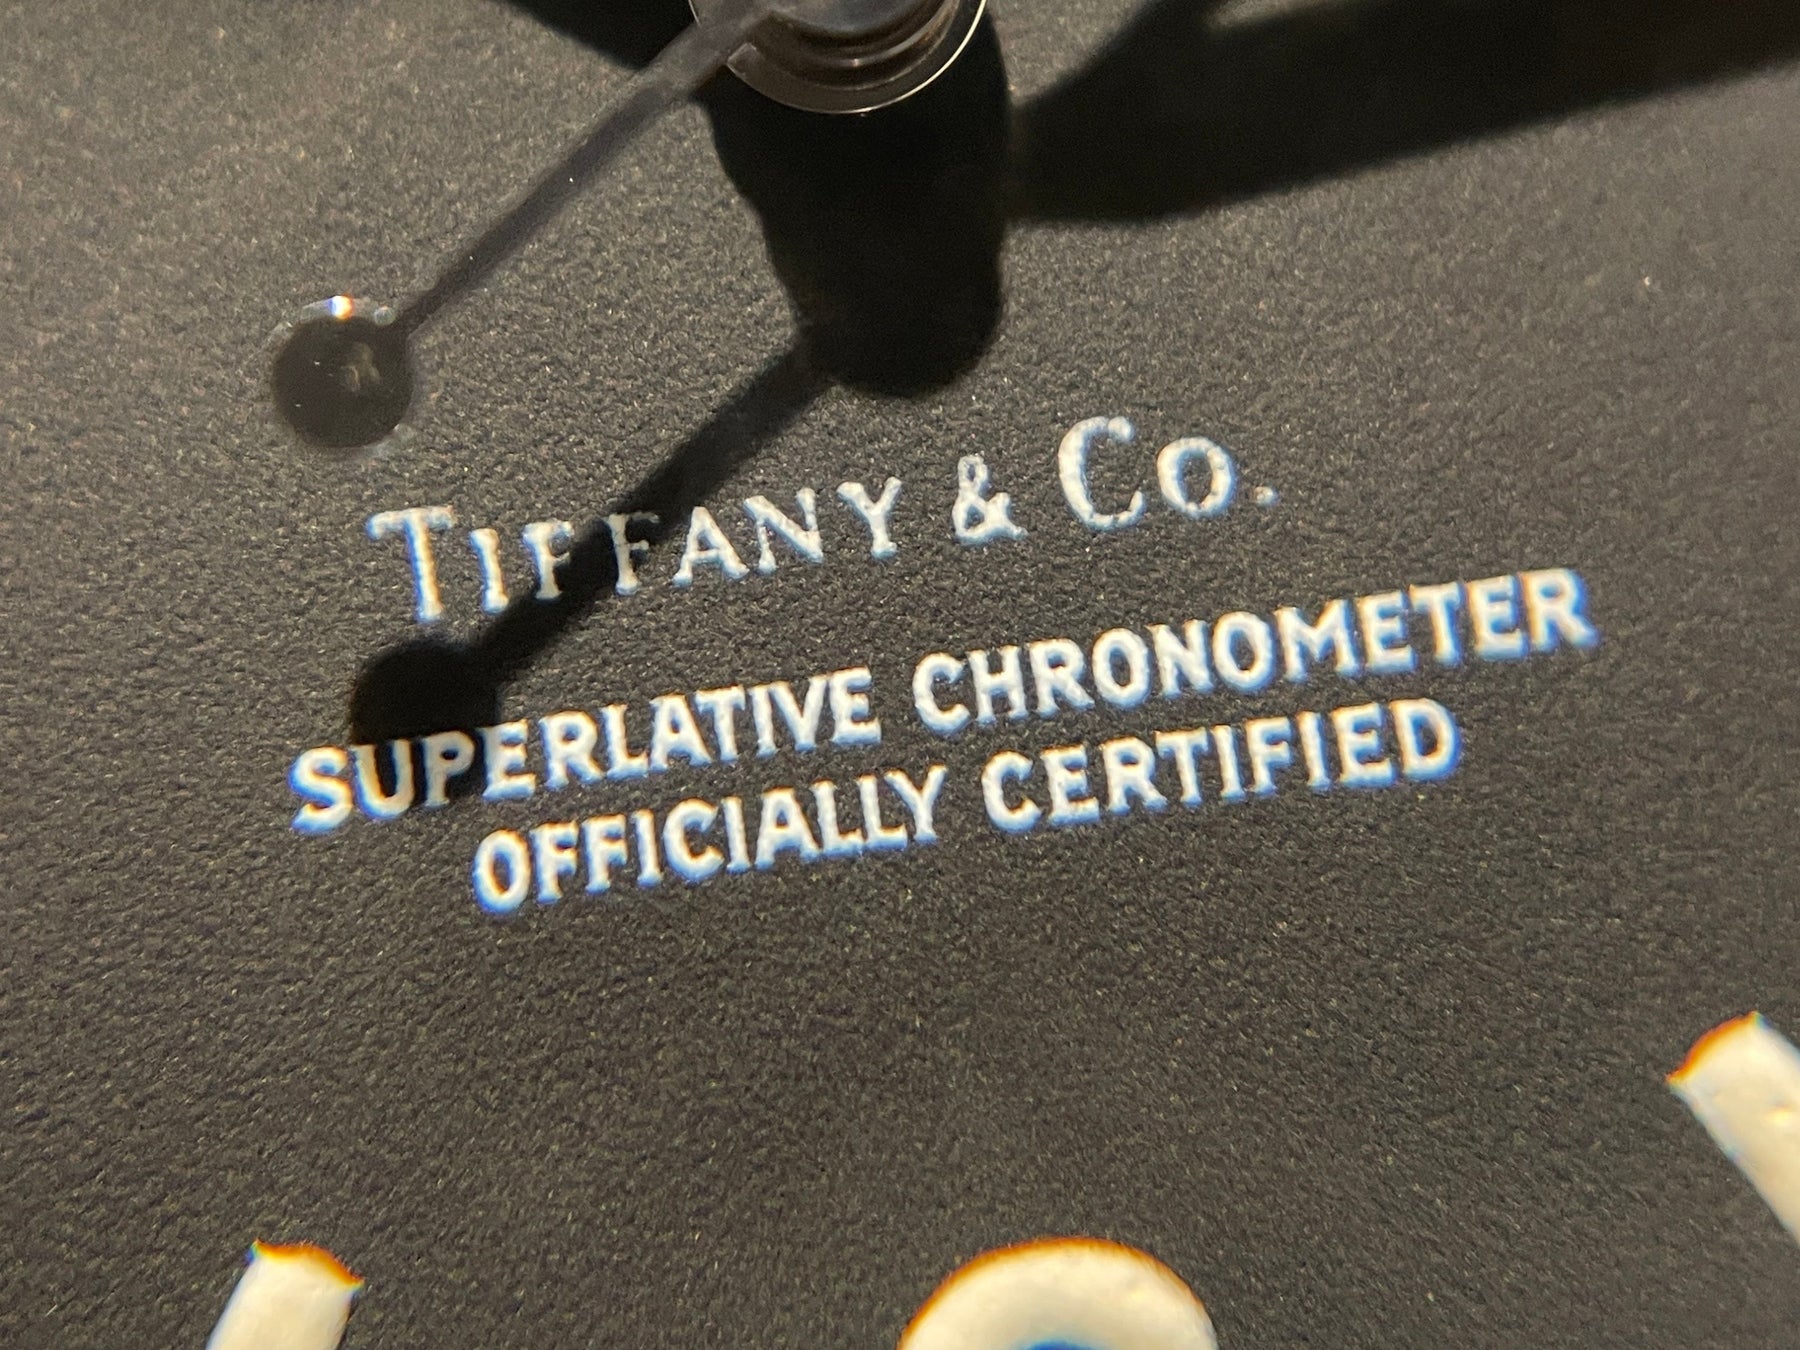 TIFFANY & CO.
SUPERLATIVE CHRONOMETER
OFFICIALLY CERTIFIED